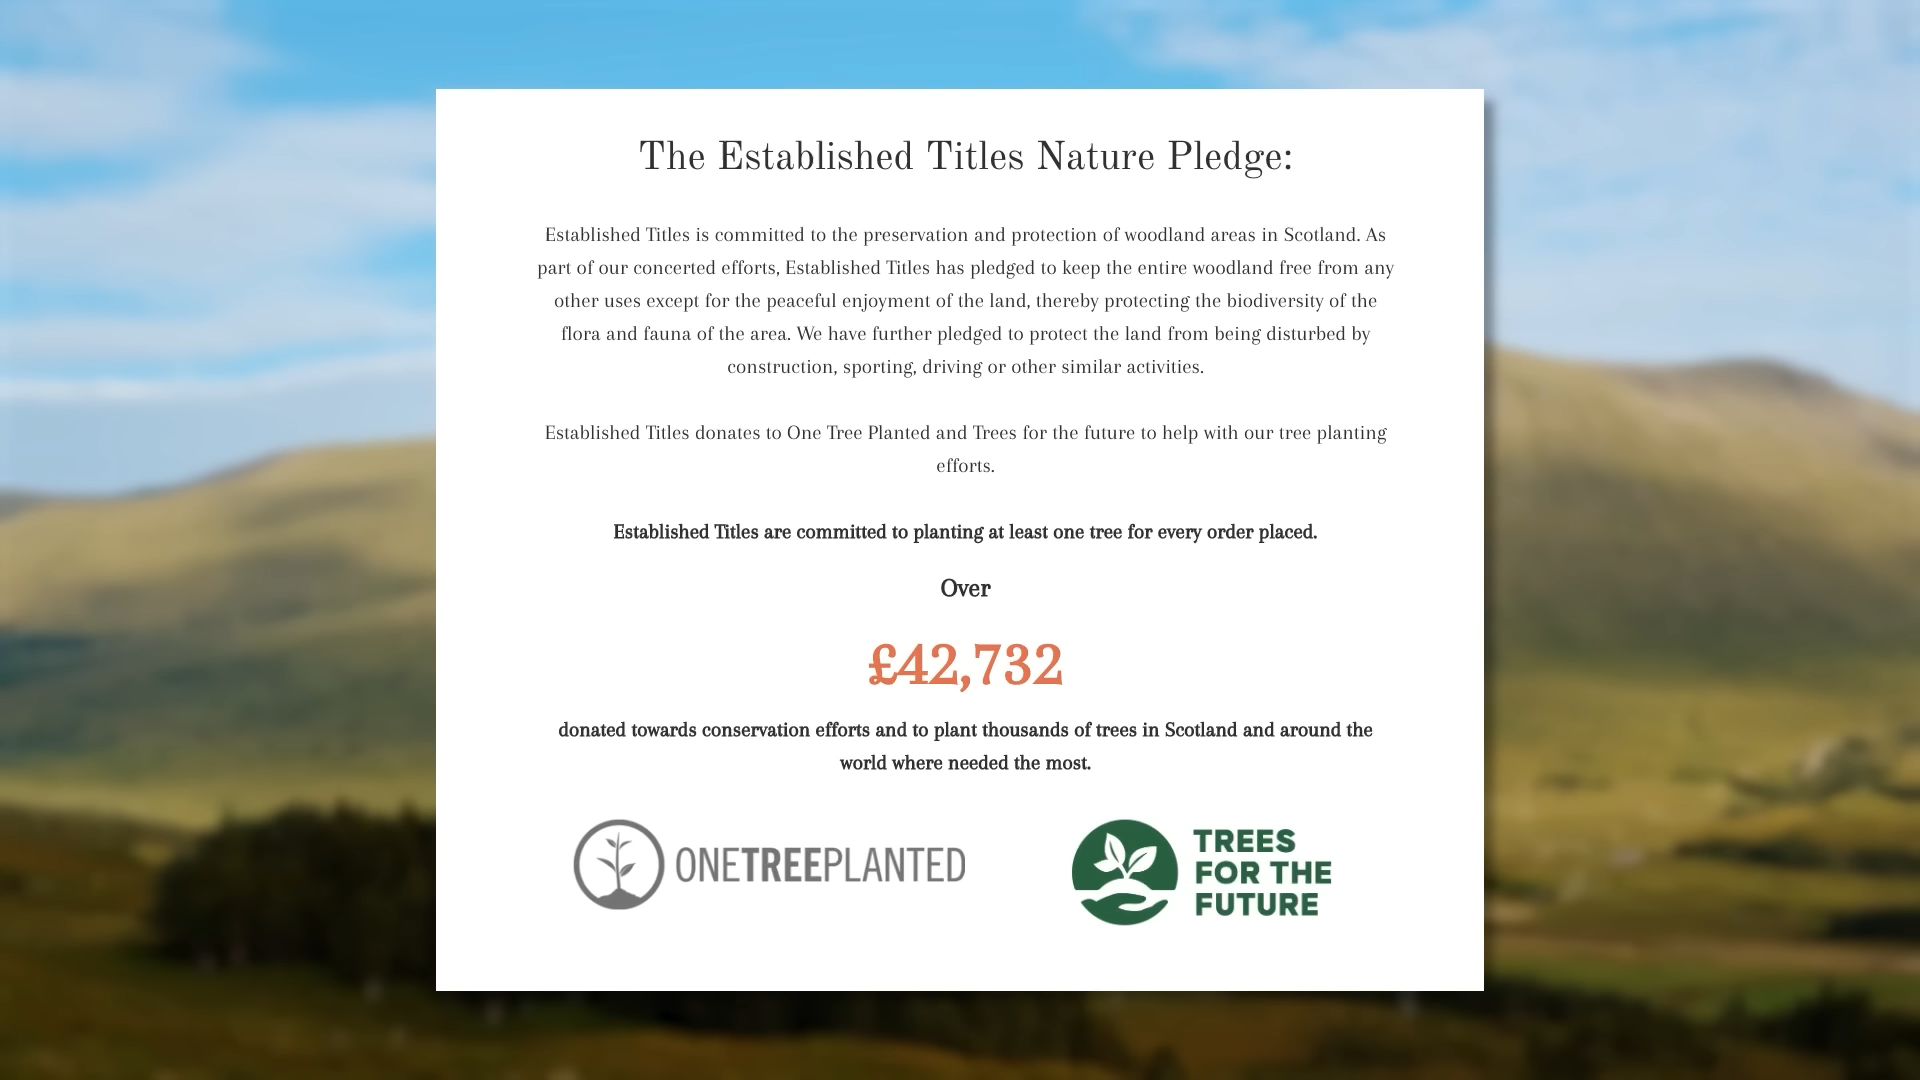 The Established Titles Nature Pledge:
Established Titles is committed to the preservation and protection of woodland areas in Scotland. As
part of our concerted efforts, Established Titles has pledged to keep the entire woodland free from any
other uses except for the peaceful enjoyment of the land, thereby protecting the biodiversity of the
flora and fauna of the area. We have further pledged to protect the land from being disturbed by
construction, sporting, driving or other similar activities.
Established Titles donates to One Tree Planted and Trees for the future to help with our tree planting
efforts.
Established Titles are committed to planting at least one tree for every order placed.
Over
£42,732
donated towards conservation efforts and to plant thousands of trees in Scotland and around the
world where needed the most.
ONETREEPLANTED
TREES
FOR THE
FUTURE